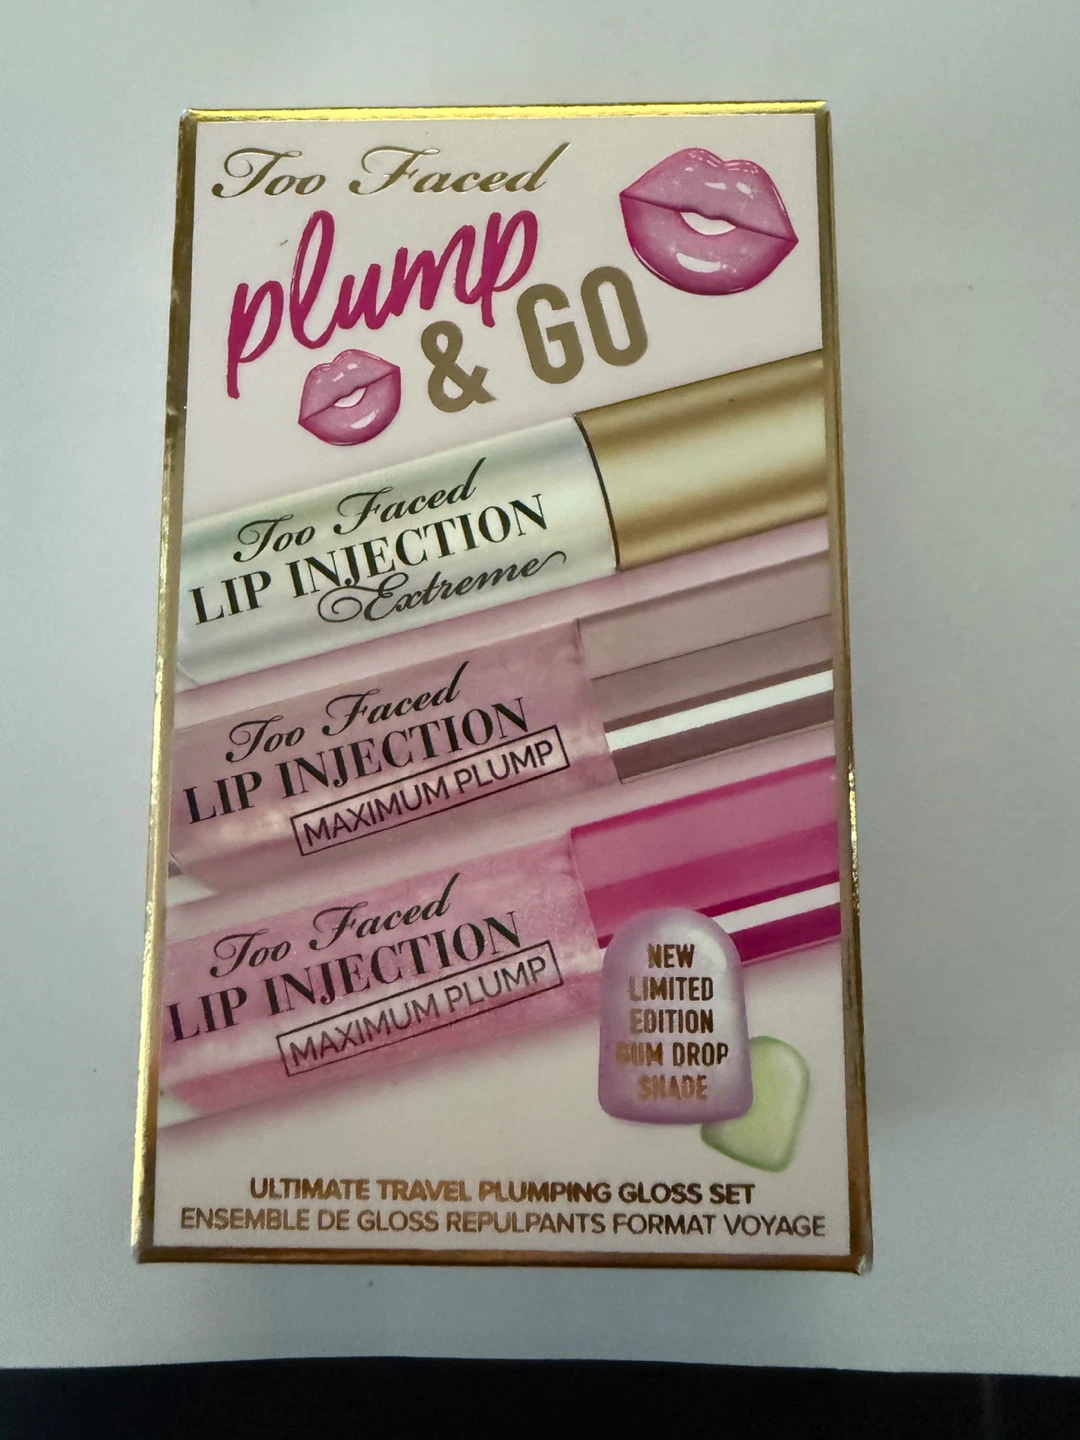 Too Faced
plump
& GO
Too Faced
LIP INJECTION
Extreme
Too Faced
LIP INJECTION
MAXIMUM PLUMP
Too Faced
LIP INJECTION
MAXIMUM PLUMP
NEW
LIMITED
EDITION
GUM DROP
SHADE
ULTIMATE TRAVEL PLUMPING GLOSS SET
ENSEMBLE DE GLOSS REPULPANTS FORMAT VOYAGE